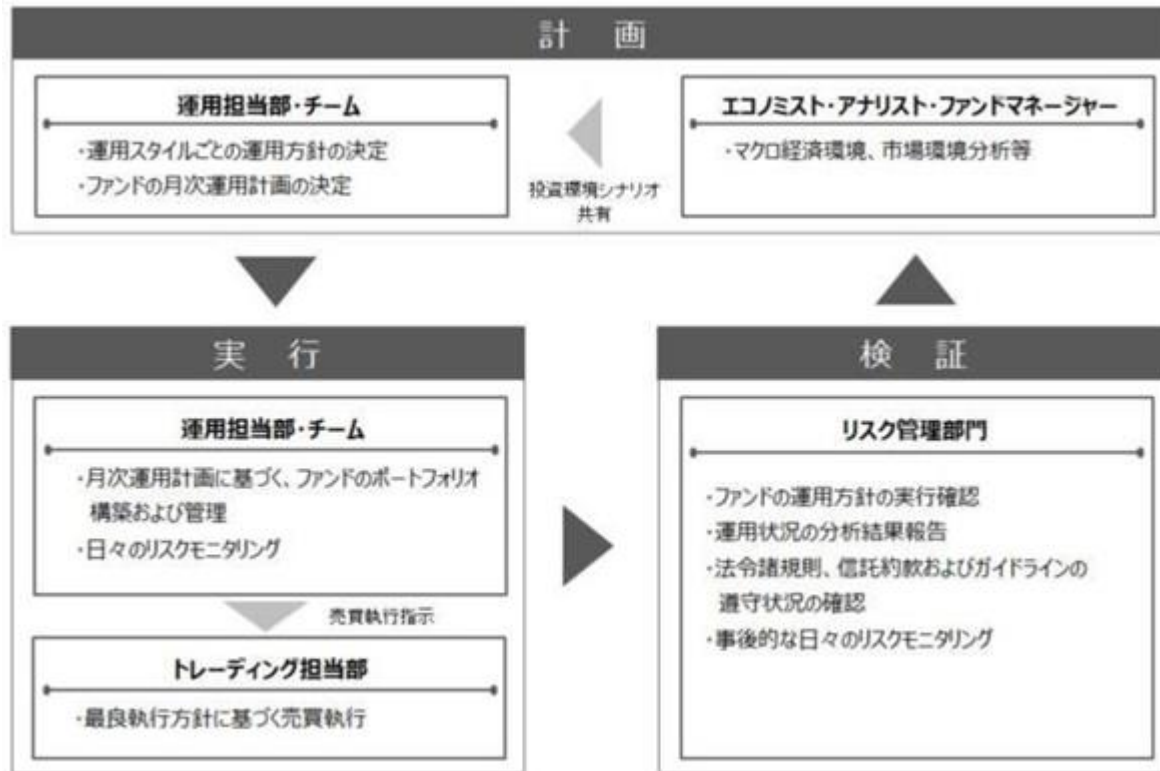 計 画
運用担当部・チーム
・運用スタイルごとの運用方針の決定
・ファンドの月次運用計画の決定
投資環境シナリオ
共有
エコノミスト・アナリスト・ファンドマネージャー
・マクロ経済環境、市場環境分析等
実 行
運用担当部・チーム
・月次運用計画に基づく、ファンドのポートフォリオ
構築および管理
・日々のリスクモニタリング
売買執行指示
トレーディング担当部
・最良執行方針に基づく売買執行
検 証
リスク管理部門
・ファンドの運用方針の実行確認
・運用状況の分析結果報告
・法令諸規則、信託約款およびガイドラインの
遵守状況の確認
・事後的な日々のリスクモニタリング